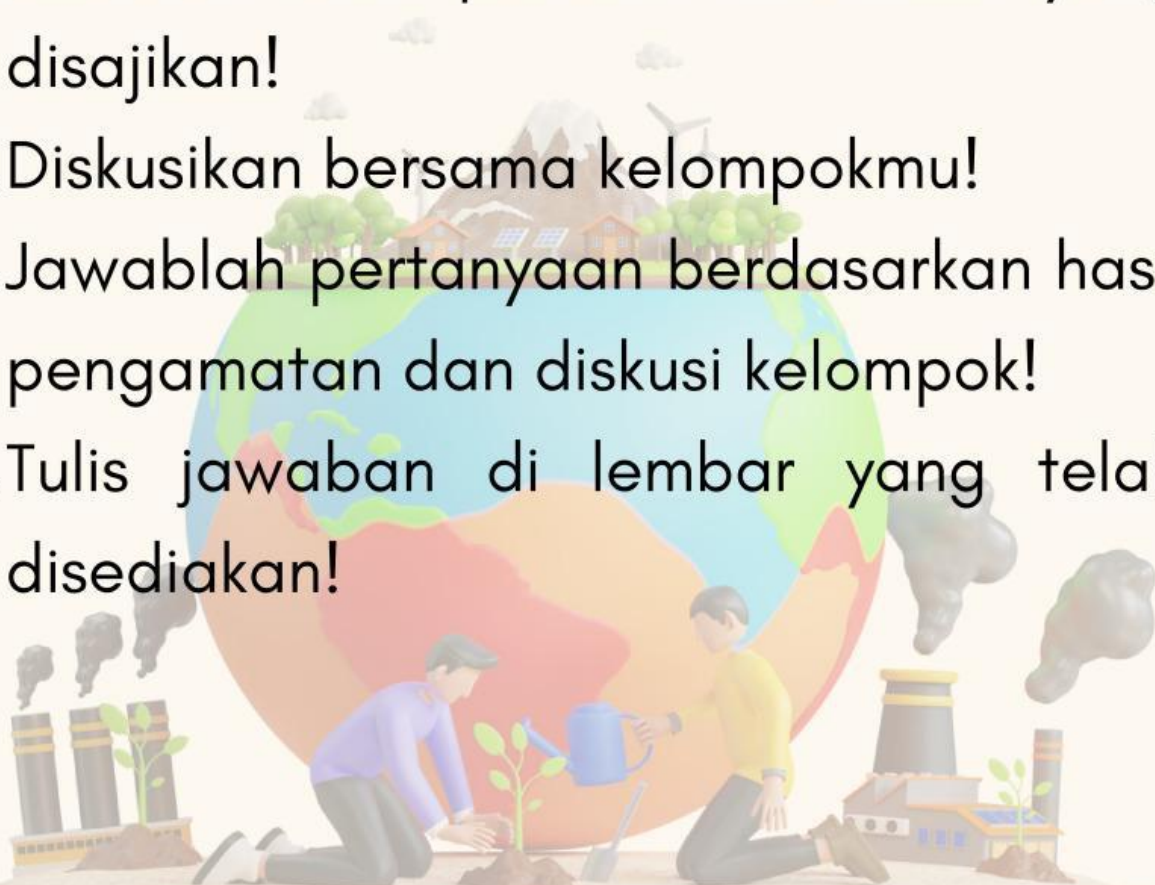 disajikan!
Diskusikan bersama kelompokmu!
Jawablah pertanyaan berdasarkan has
pengamatan dan diskusi kelompok!
Tulis jawaban di lembar yang tela
disediakan!